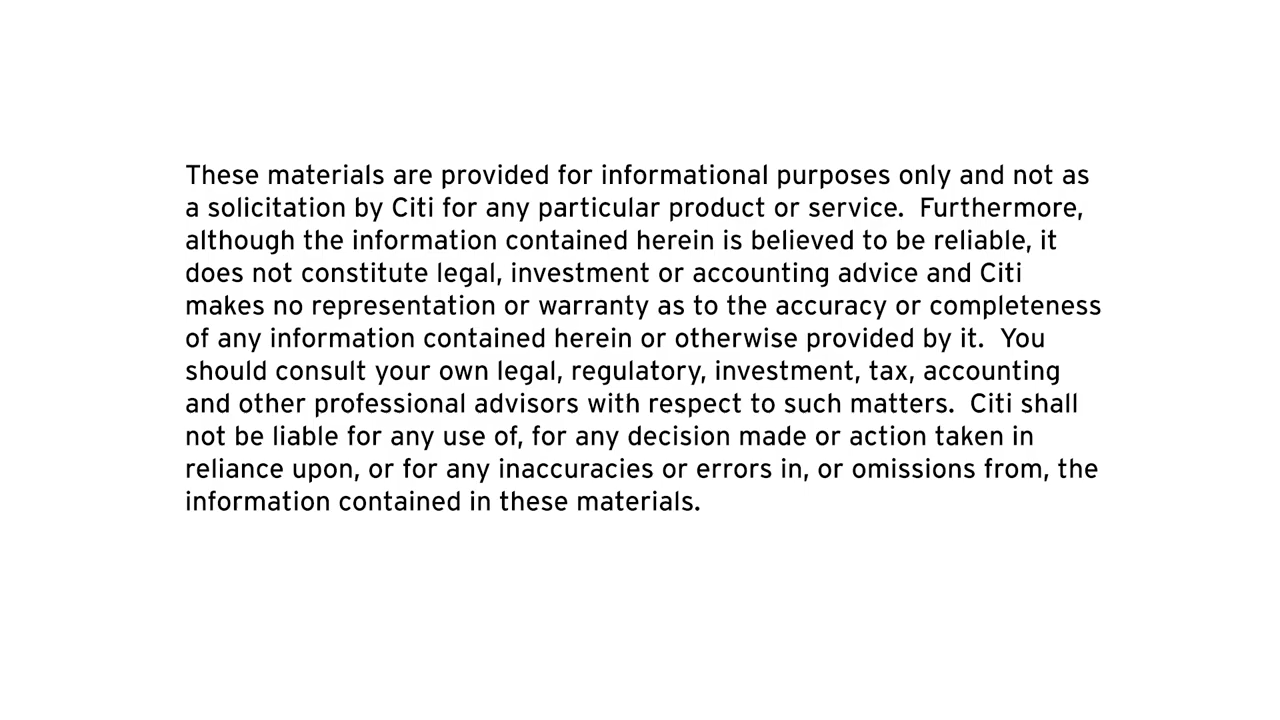 These materials are provided for informational purposes only and not as
a solicitation by Citi for any particular product or service.  Furthermore,
although the information contained herein is believed to be reliable, it
does not constitute legal, investment or accounting advice and Citi
makes no representation or warranty as to the accuracy or completeness
of any information contained herein or otherwise provided by it.  You
should consult your own legal, regulatory, investment, tax, accounting
and other professional advisors with respect to such matters.  Citi shall
not be liable for any use of, for any decision made or action taken in
reliance upon, or for any inaccuracies or errors in, or omissions from, the
information contained in these materials.